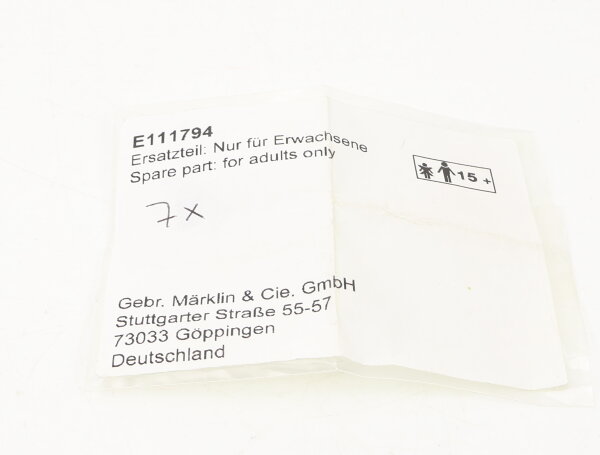 E111794
Ersatzteil: Nur für Erwachsene
Spare part: for adults only
15 +
7x
Gebr. Märklin & Cie. GmbH
Stuttgarter Straße 55-57
73033 Göppingen
Deutschland